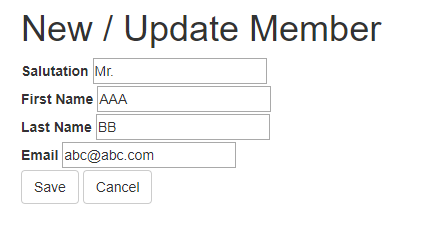 New / Update Member
Salutation Mr.
First Name AAA
Last Name BB
Email abc@abc.com
Save Cancel